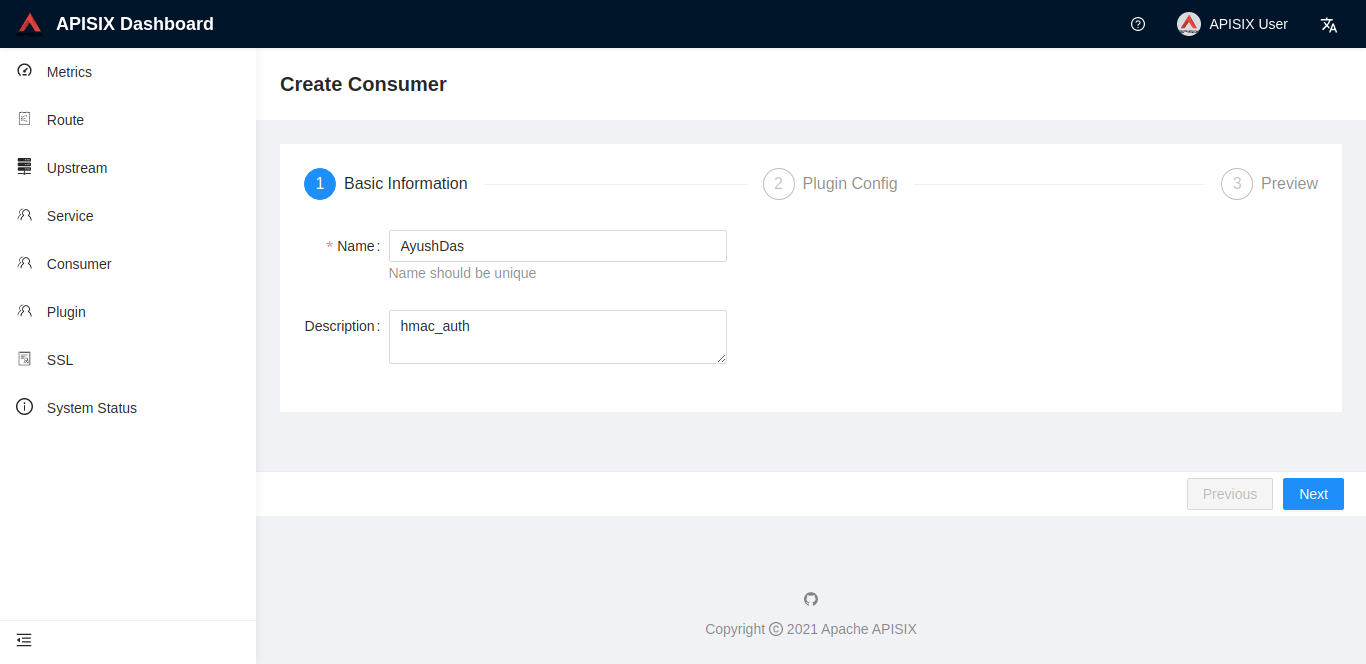 APISIX Dashboard
APISIX User
Metrics
Route
Upstream
Service
Consumer
Plugin
SSL
System Status
Create Consumer
1 Basic Information
2 Plugin Config
3 Preview
* Name: AyushDas
Name should be unique
Description: hmac_auth
Previous
Next
Copyright © 2021 Apache APISIX